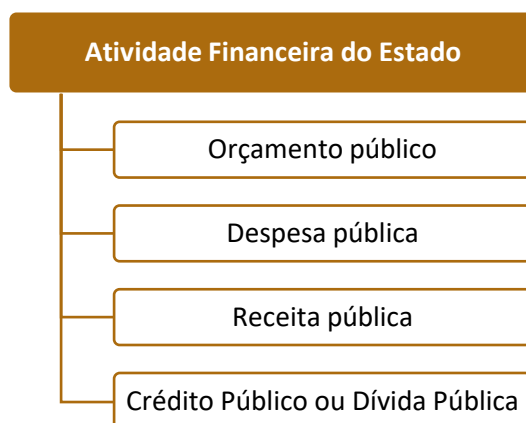 Atividade Financeira do Estado
Orçamento público
Despesa pública
Receita pública
Crédito Público ou Dívida Pública